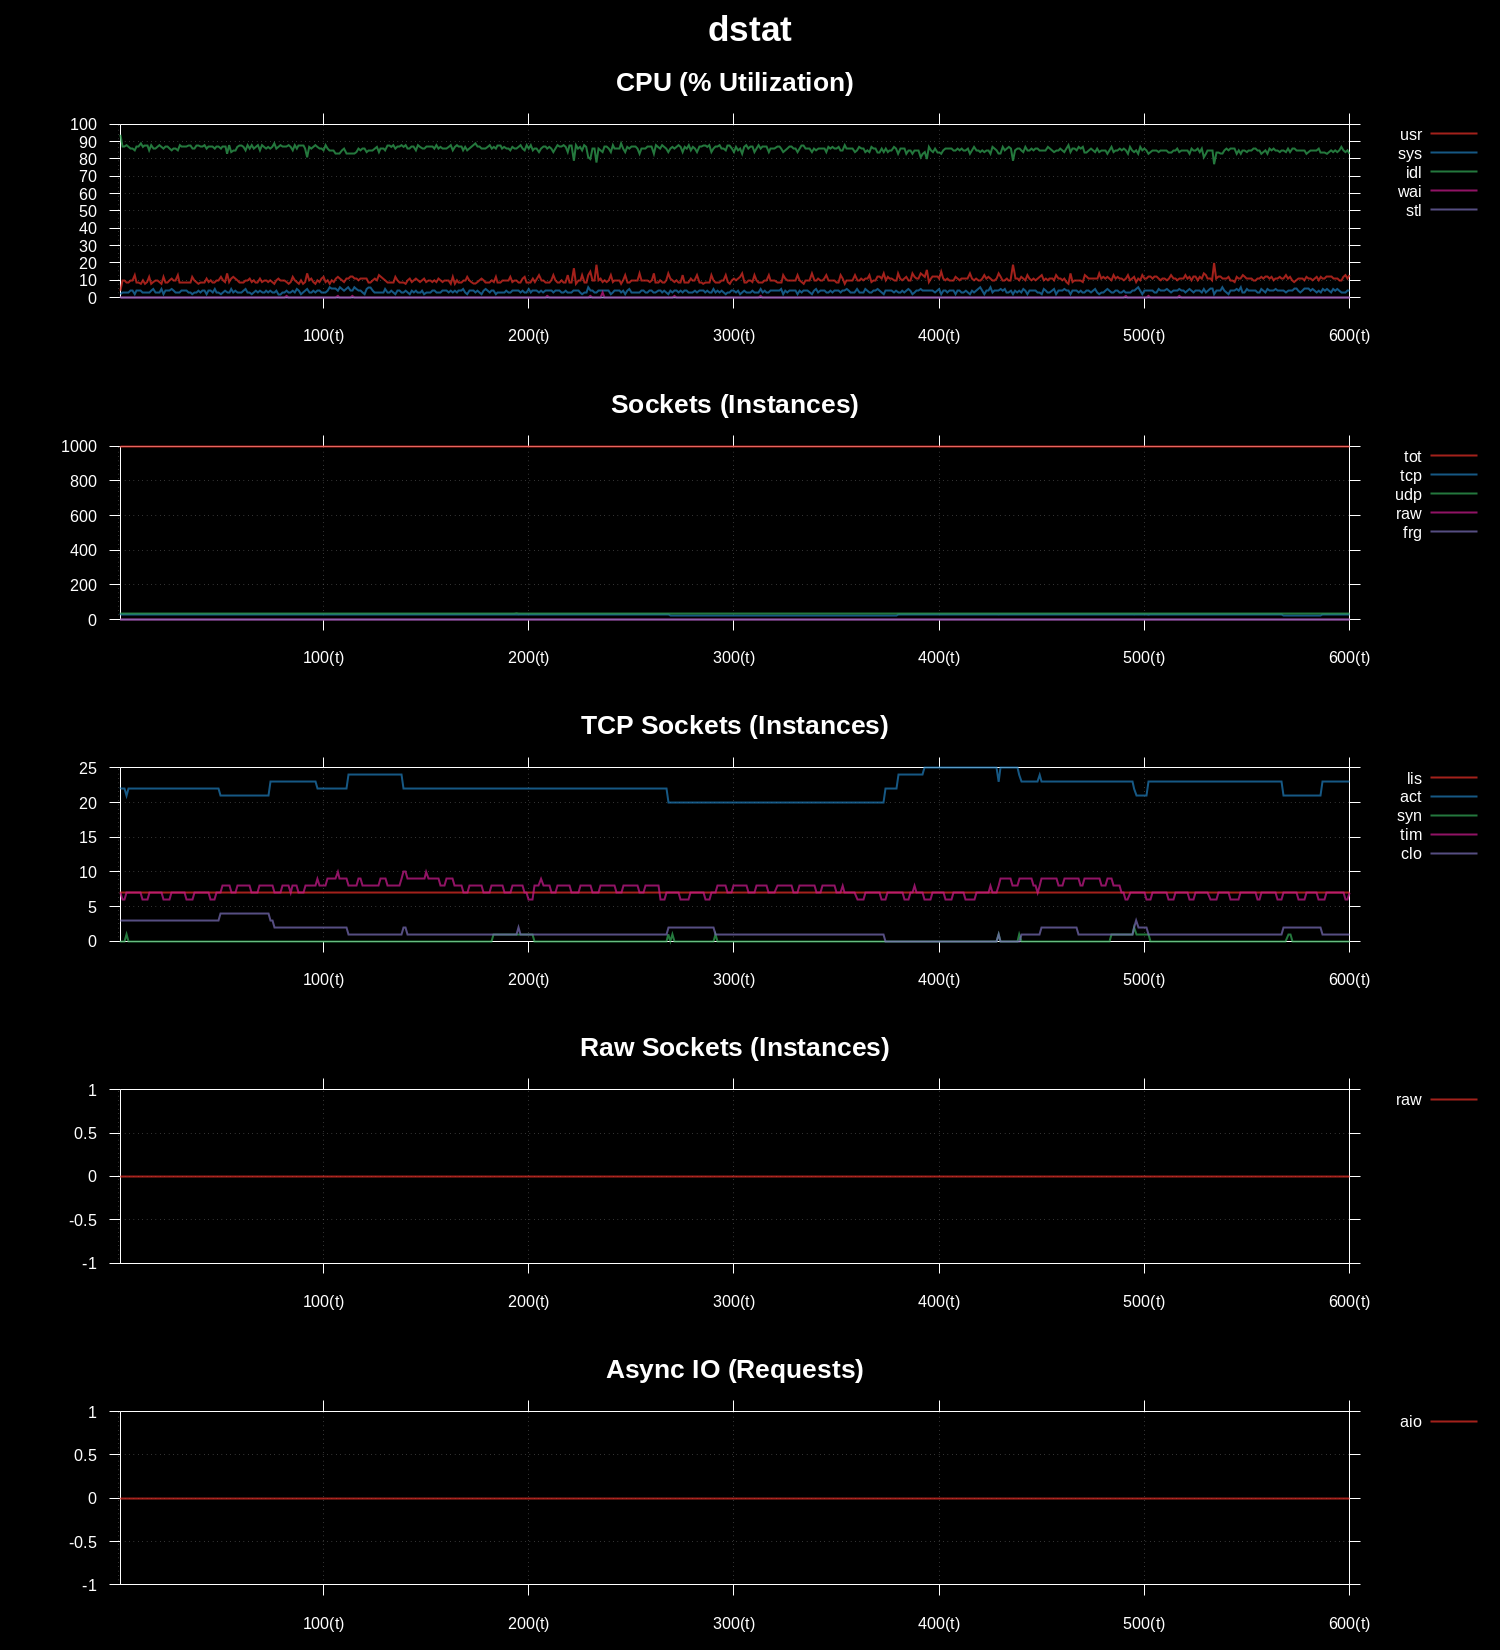 dstat
CPU (% Utilization)
100
90
80
70
60
50
40
30
20
10
0
100(t) 200(t) 300(t) 400(t) 500(t) 600(t)
usr
sys
idl
wai
stl
Sockets (Instances)
1000
800
600
400
200
0
100(t) 200(t) 300(t) 400(t) 500(t) 600(t)
tot
tcp
udp
raw
frg
TCP Sockets (Instances)
25
20
15
10
5
0
100(t) 200(t) 300(t) 400(t) 500(t) 600(t)
lis
act
syn
tim
clo
Raw Sockets (Instances)
1
0.5
0
-0.5
-1
100(t) 200(t) 300(t) 400(t) 500(t) 600(t)
raw
Async IO (Requests)
1
0.5
0
-0.5
-1
100(t) 200(t) 300(t) 400(t) 500(t) 600(t)
aio